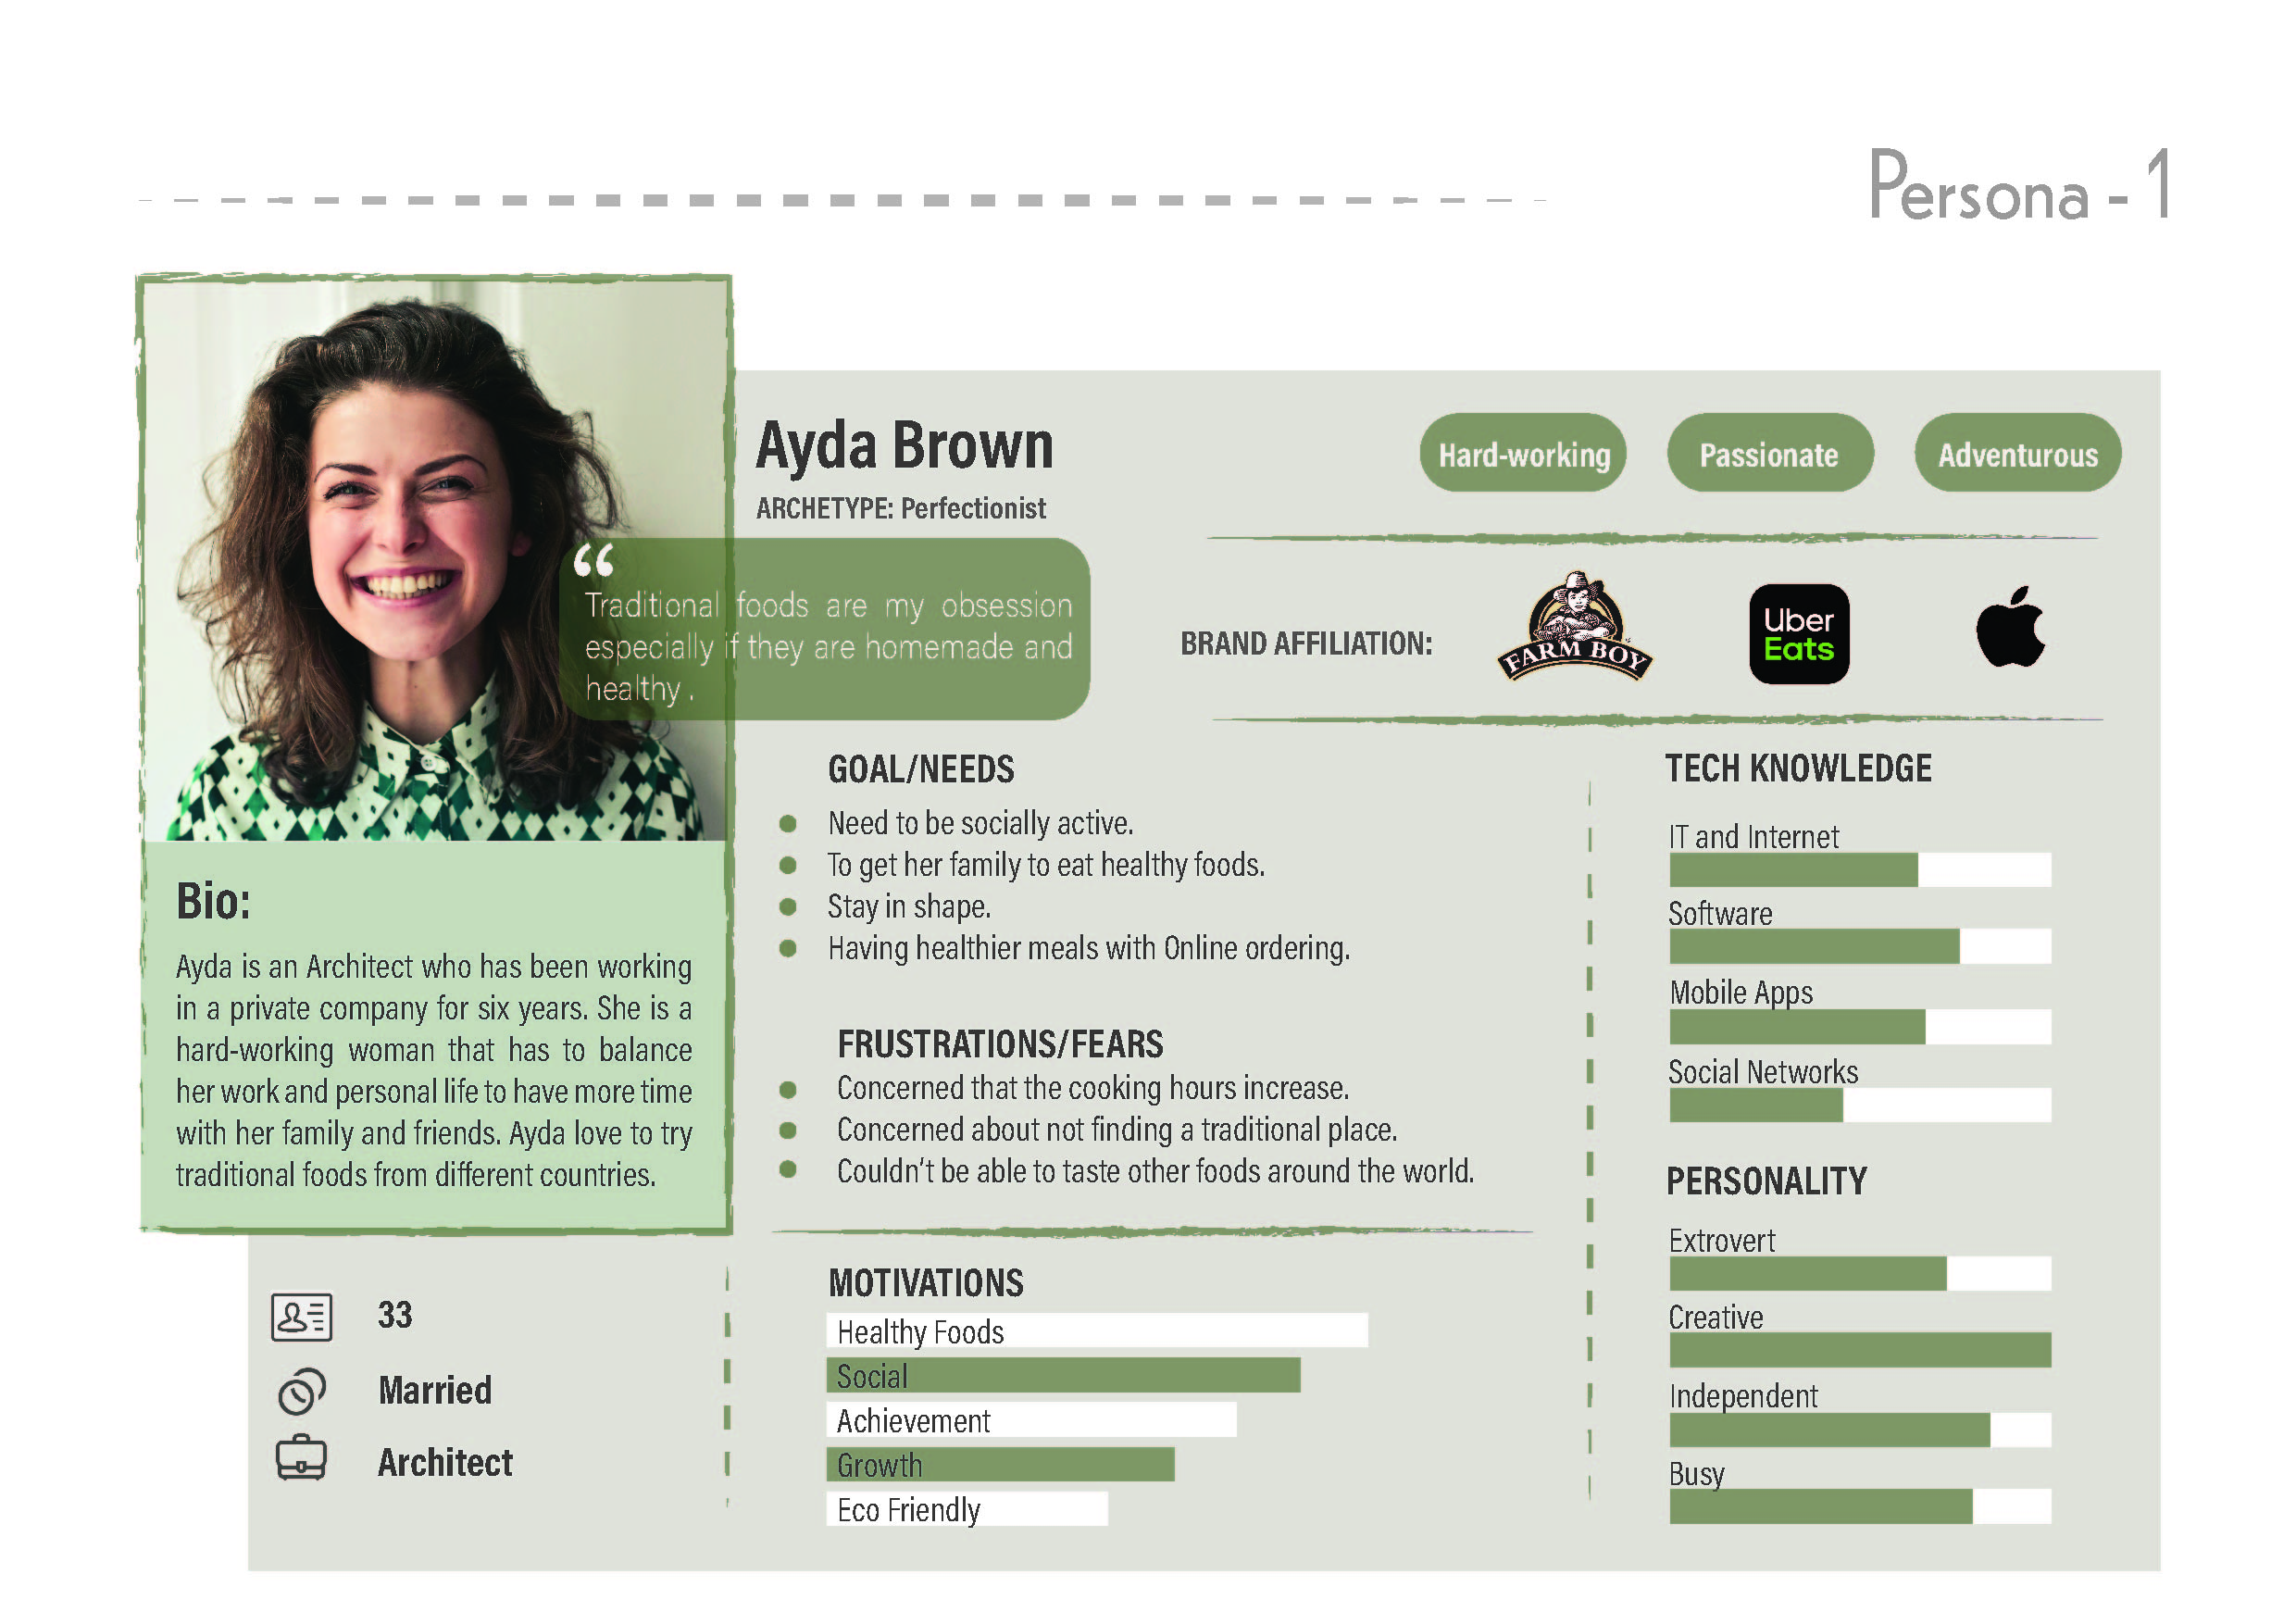 Persona - 1
Ayda Brown
ARCHETYPE: Perfectionist
Hard-working
Passionate
Adventurous
“
Traditional foods are my obsession
especially if they are homemade and
healthy .
BRAND AFFILIATION:
FARM BOY
Uber
Eats
Bio:
Ayda is an Architect who has been working
in a private company for six years. She is a
hard-working woman that has to balance
her work and personal life to have more time
with her family and friends. Ayda love to try
traditional foods from different countries.
33
Married
Architect
GOAL/NEEDS
Need to be socially active.
To get her family to eat healthy foods.
Stay in shape.
Having healthier meals with Online ordering.
FRUSTRATIONS/FEARS
Concerned that the cooking hours increase.
Concerned about not finding a traditional place.
Couldn’t be able to taste other foods around the world.
MOTIVATIONS
Healthy Foods
Social
Achievement
Growth
Eco Friendly
TECH KNOWLEDGE
IT and Internet
Software
Mobile Apps
Social Networks
PERSONALITY
Extrovert
Creative
Independent
Busy